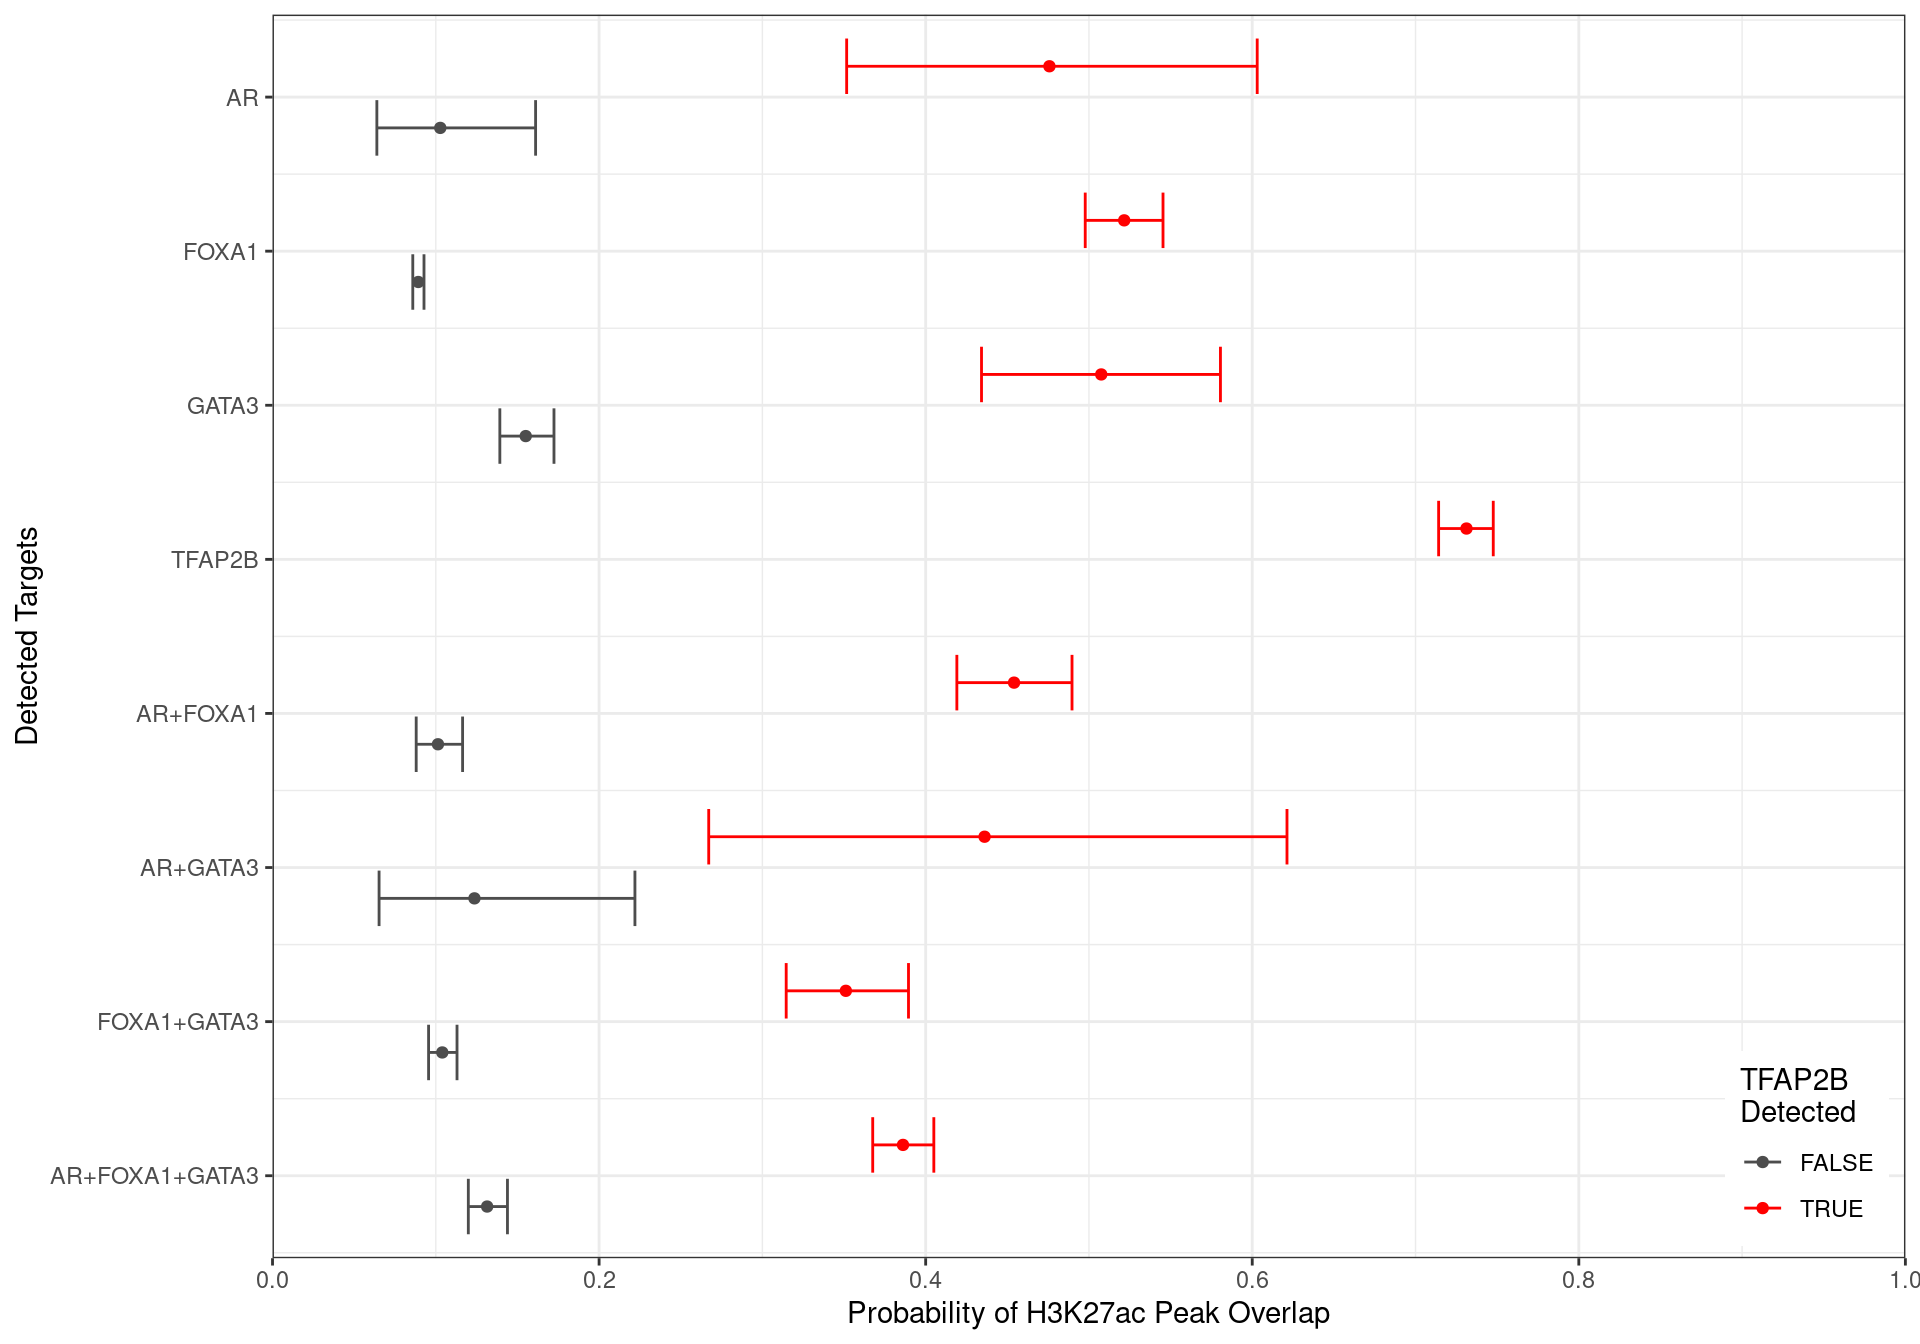 Detected Targets
AR
FOXA1
GATA3
TFAP2B
AR+FOXA1
AR+GATA3
FOXA1+GATA3
AR+FOXA1+GATA3
TFAP2B
Detected
FALSE
TRUE
0.0 0.2 0.4 0.6 0.8 1.0
Probability of H3K27ac Peak Overlap